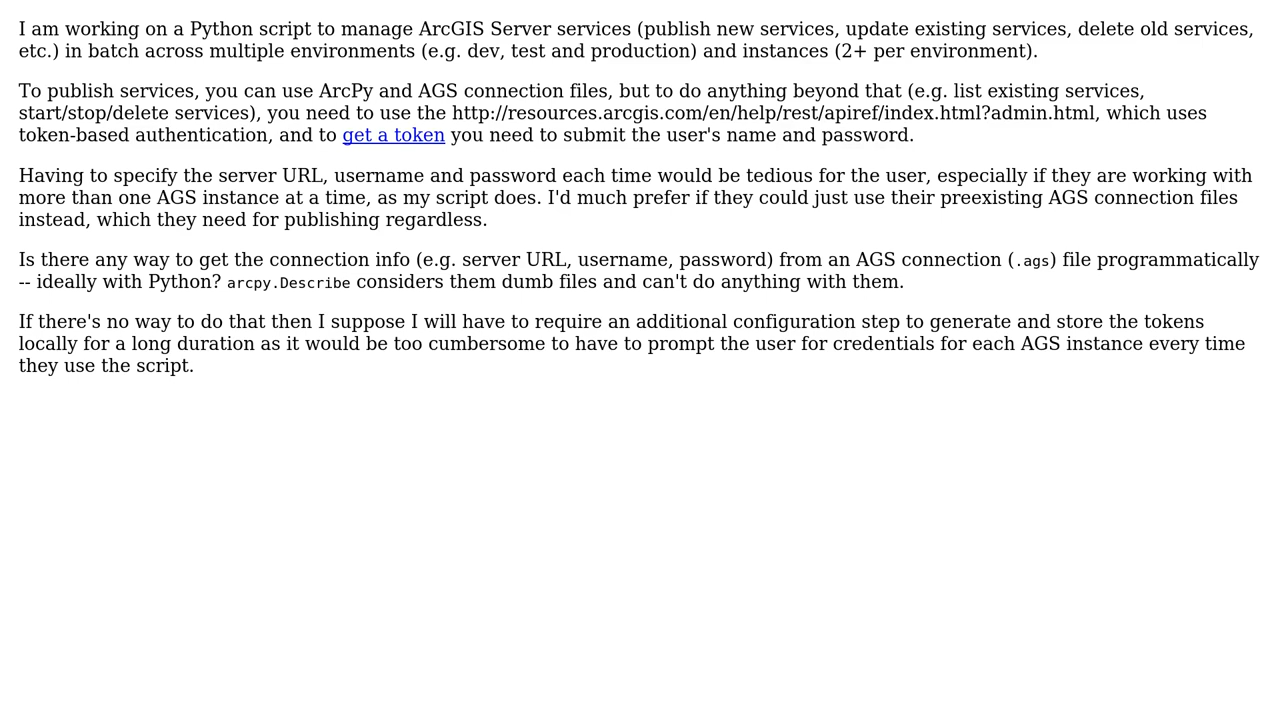 I am working on a Python script to manage ArcGIS Server services (publish new services, update existing services, delete old services,
etc.) in batch across multiple environments (e.g. dev, test and production) and instances (2+ per environment).
To publish services, you can use ArcPy and AGS connection files, but to do anything beyond that (e.g. list existing services,
start/stop/delete services), you need to use the http://resources.arcgis.com/en/help/rest/apiref/index.html?admin.html, which uses
token-based authentication, and to get a token you need to submit the user's name and password.
Having to specify the server URL, username and password each time would be tedious for the user, especially if they are working with
more than one AGS instance at a time, as my script does. I'd much prefer if they could just use their preexisting AGS connection files
instead, which they need for publishing regardless.
Is there any way to get the connection info (e.g. server URL, username, password) from an AGS connection (.ags) file programmatically
-- ideally with Python? arcpy.Describe considers them dumb files and can't do anything with them.
If there's no way to do that then I suppose I will have to require an additional configuration step to generate and store the tokens
locally for a long duration as it would be too cumbersome to have to prompt the user for credentials for each AGS instance every time
they use the script.